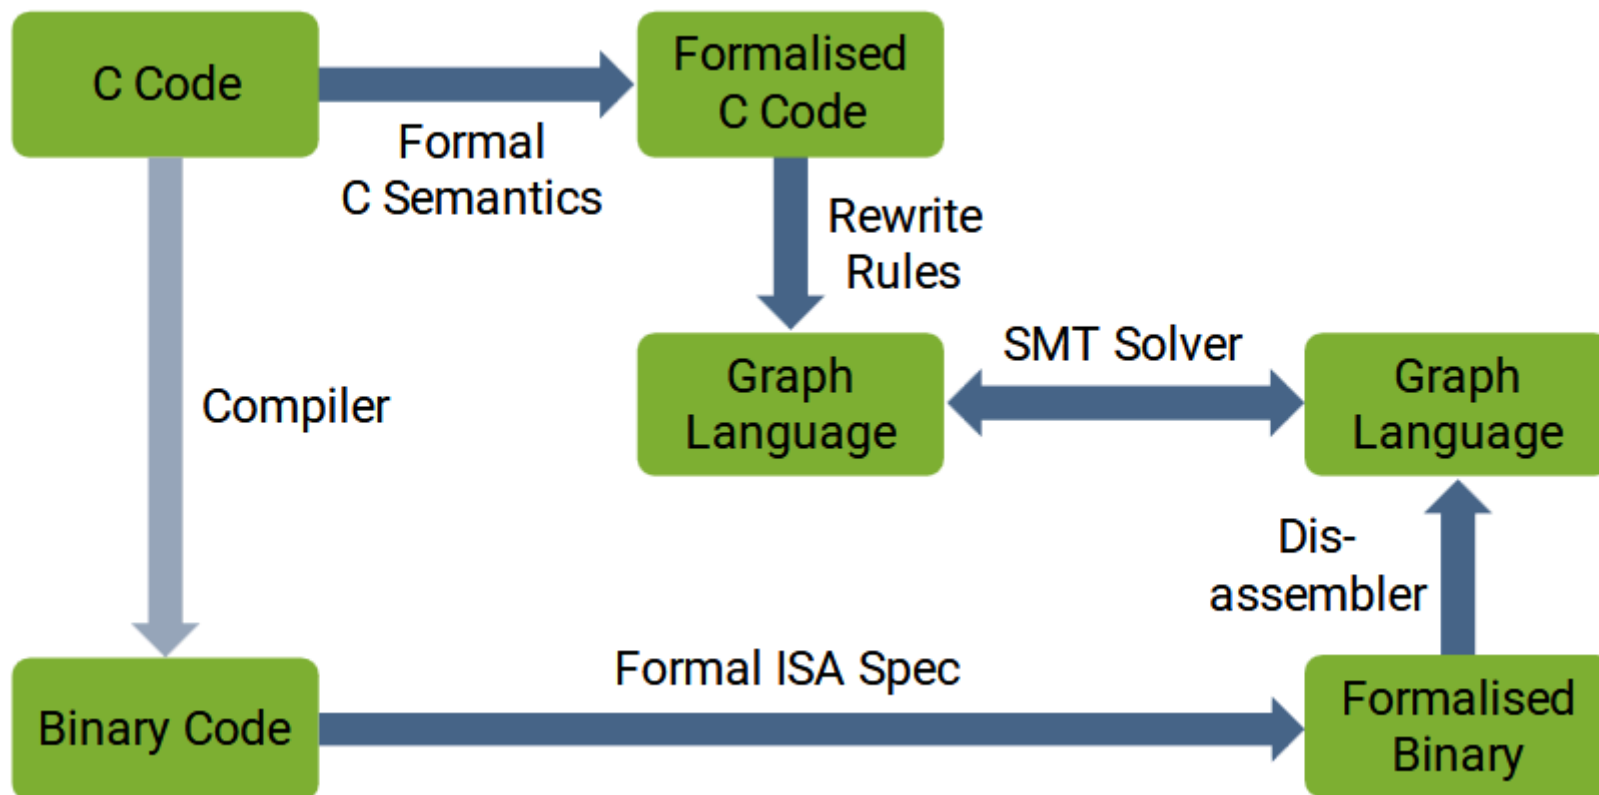 C Code
Formalised
C Code
Formal
C Semantics
Rewrite
Rules
Compiler
Graph
Language
SMT Solver
Graph
Language
Dis-
assembler
Formal ISA Spec
Binary Code
Formalised
Binary